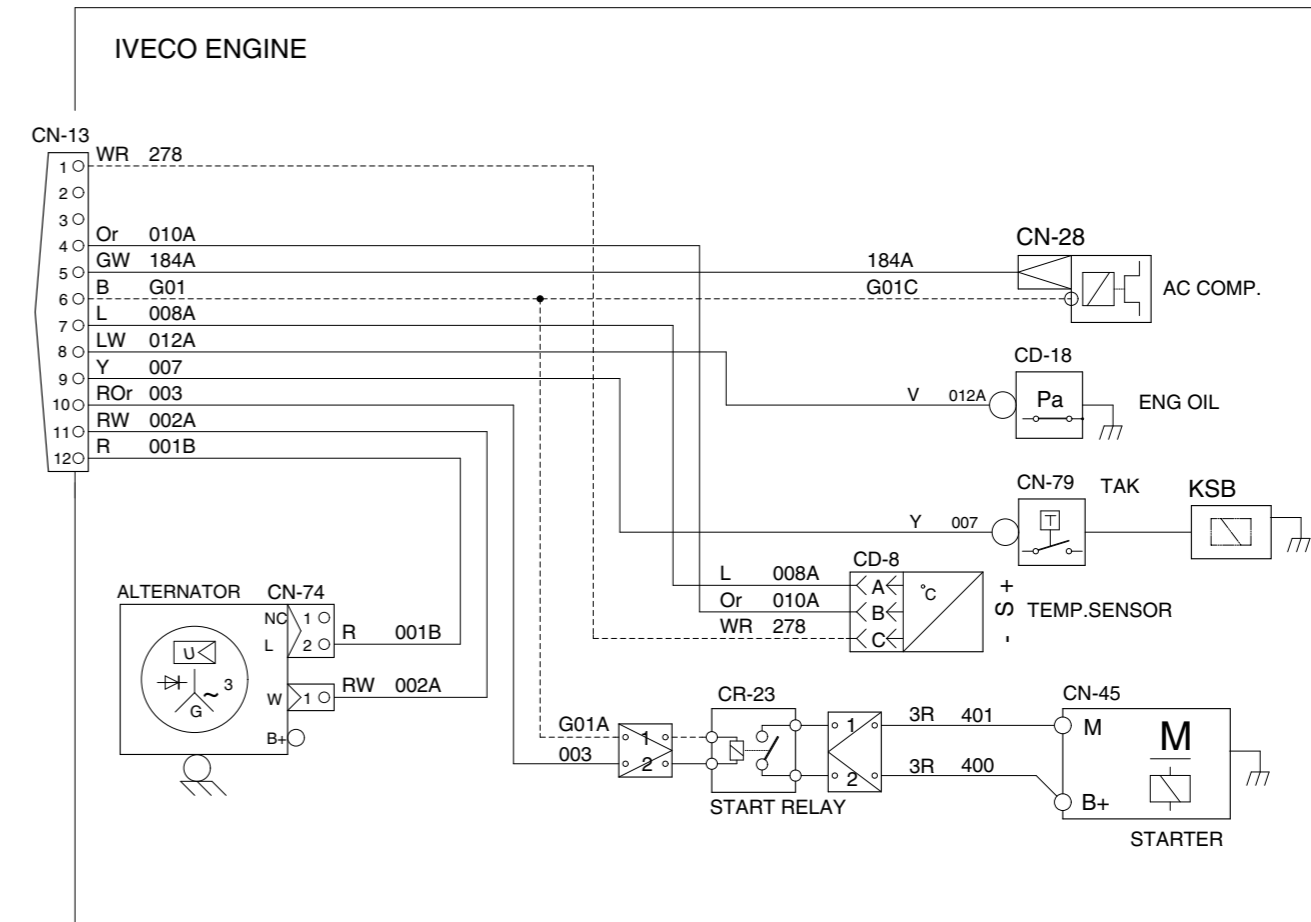 IVECO ENGINE
CN-13
1 WR 278
2
3
4 Or 010A
5 GW 184A
6 B G01
7 L 008A
8 LW 012A
9 Y 007
10 ROr 003
11 RW 002A
12 R 001B
184A
G01C
CN-28
AC COMP.
CD-18
V 012A
Pa
ENG OIL
CN-79
TAK
KSB
Y 007
T
CD-8
L 008A A
Or 010A B
WR 278 C
°C
- S +
TEMP.SENSOR
ALTERNATOR
CN-74
NC 1
L 2 R 001B
W 1 RW 002A
B+
U<
G ~ 3
CR-23
G01A 1
003 2
START RELAY
1 3R 401
2 3R 400
CN-45
M
B+
M
STARTER